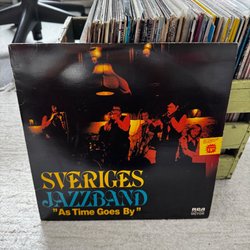 SVERIGES
JAZZBAND
"As Time Goes By"
RCA